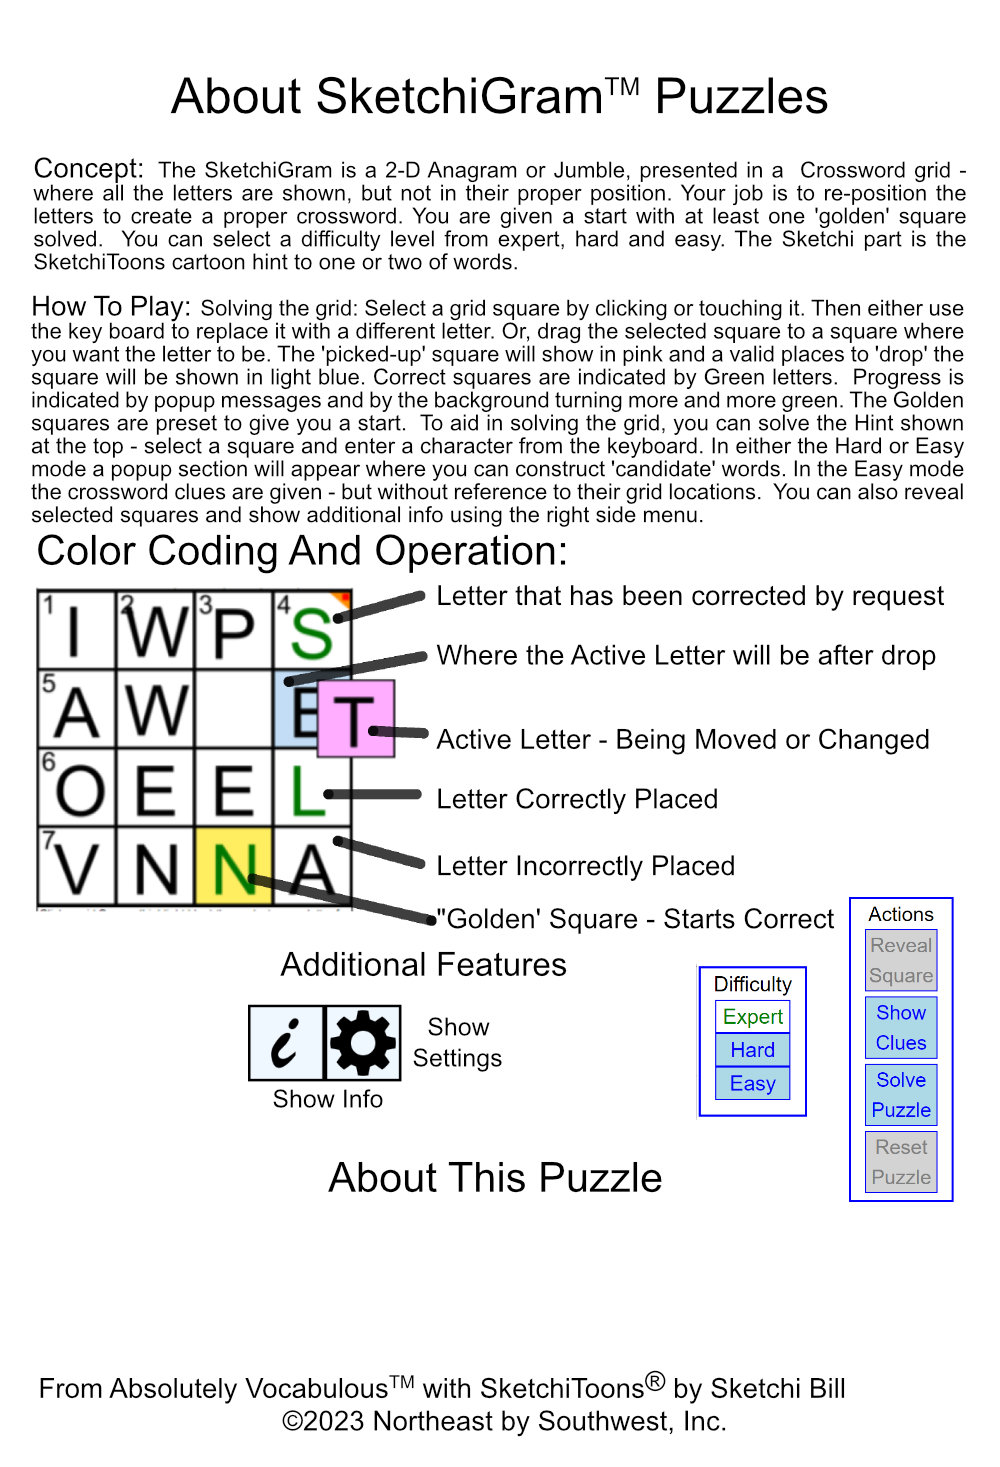 About SketchiGram™ Puzzles
Concept: The SketchiGram is a 2-D Anagram or Jumble, presented in a Crossword grid -
where all the letters are shown, but not in their proper position. Your job is to re-position the
letters to create a proper crossword. You are given a start with at least one 'golden' square
solved. You can select a difficulty level from expert, hard and easy. The Sketchi part is the
SketchiToons cartoon hint to one or two of words.
How To Play: Solving the grid: Select a grid square by clicking or touching it. Then either use
the key board to replace it with a different letter. Or, drag the selected square to a square where
you want the letter to be. The 'picked-up' square will show in pink and a valid places to 'drop' the
square will be shown in light blue. Correct squares are indicated by Green letters. Progress is
indicated by popup messages and by the background turning more and more green. The Golden
squares are preset to give you a start. To aid in solving the grid, you can solve the Hint shown
at the top - select a square and enter a character from the keyboard. In either the Hard or Easy
mode a popup section will appear where you can construct 'candidate' words. In the Easy mode
the crossword clues are given - but without reference to their grid locations. You can also reveal
selected squares and show additional info using the right side menu.
Color Coding And Operation:
1 I 2 W 3 P 4 S
Letter that has been corrected by request
Where the Active Letter will be after drop
5 A W E T
Active Letter - Being Moved or Changed
6 O E E L
Letter Correctly Placed
7 V N N A
Letter Incorrectly Placed
"Golden' Square - Starts Correct
Additional Features
i
Show
Settings
Show Info
Difficulty
Expert
Hard
Easy
Actions
Reveal
Square
Show
Clues
Solve
Puzzle
Reset
Puzzle
About This Puzzle
From Absolutely Vocabulous™ with SketchiToons® by Sketchi Bill
©2023 Northeast by Southwest, Inc.